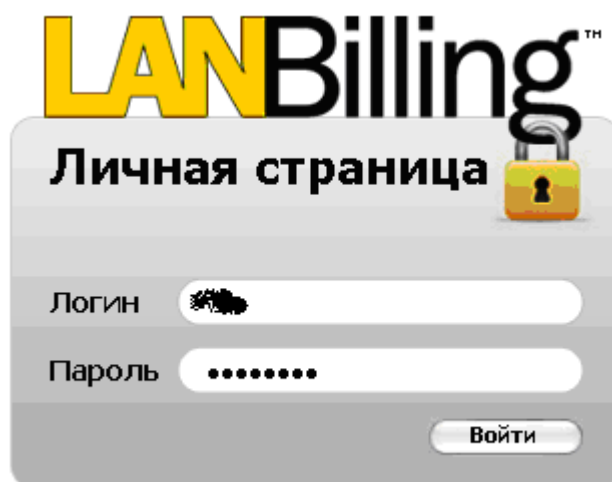 LANBilling™
Личная страница
Логин
Пароль ••••••••
Войти